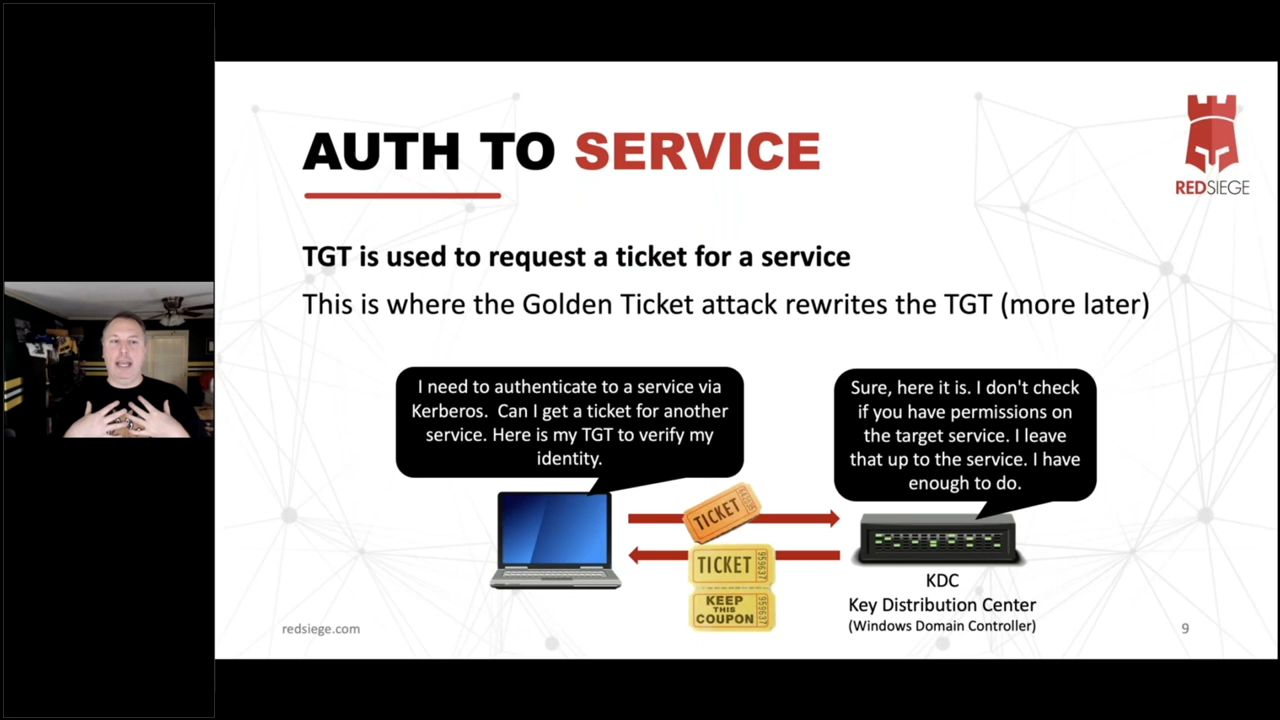 AUTH TO SERVICE
REDSIEGE
TGT is used to request a ticket for a service
This is where the Golden Ticket attack rewrites the TGT (more later)
I need to authenticate to a service via
Kerberos.  Can I get a ticket for another
service. Here is my TGT to verify my
identity.
Sure, here it is. I don't check
if you have permissions on
the target service. I leave
that up to the service. I have
enough to do.
TICKET
TICKET
959637
KEEP
THIS
COUPON
959637
KDC
Key Distribution Center
(Windows Domain Controller)
redsiege.com
9